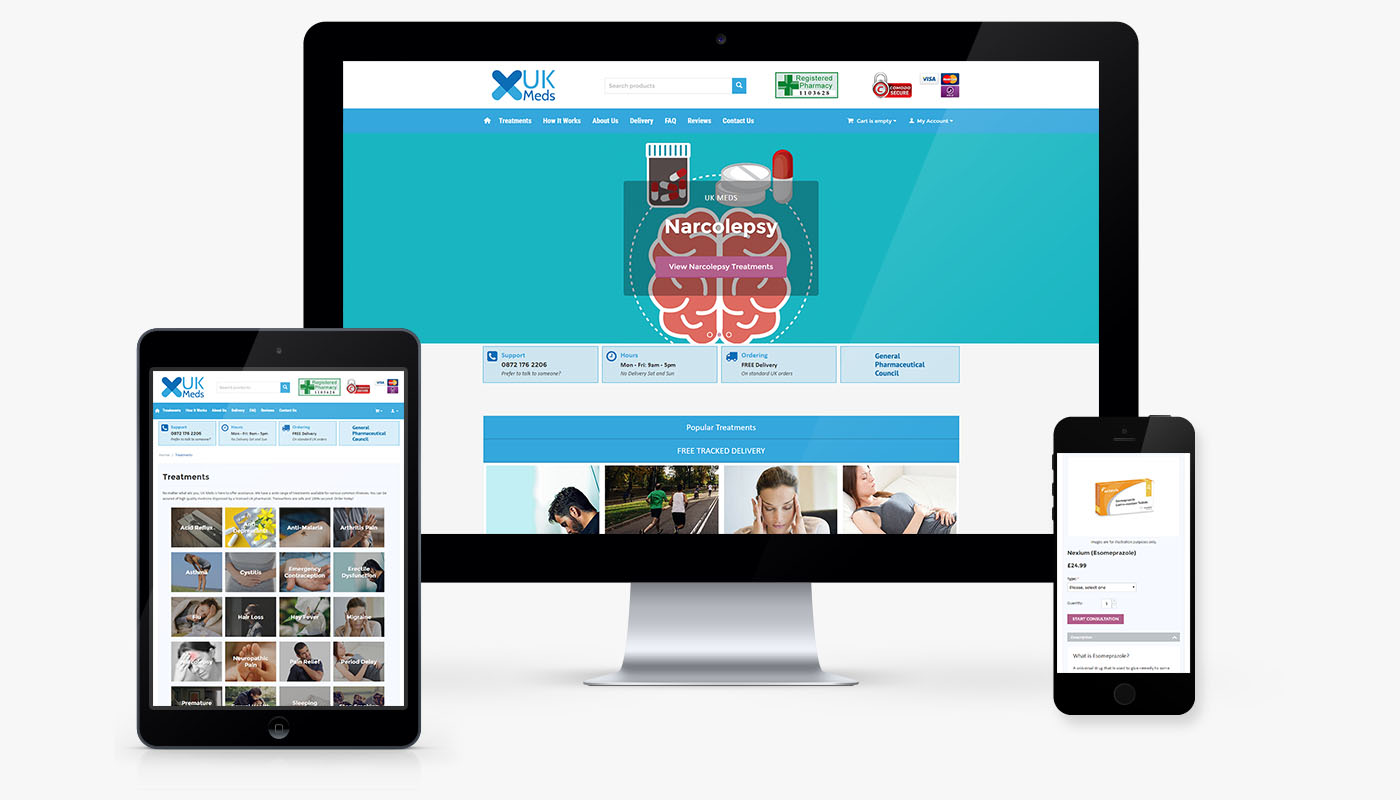 UK
Meds
Search products
Registered
Pharmacy
1103628
COMODO
SECURE
VISA
MasterCard
Treatments How It Works About Us Delivery FAQ Reviews Contact Us Cart is empty My Account
UK MEDS
Narcolepsy
View Narcolepsy Treatments
Support
0872 176 2206
Prefer to talk to someone?
Hours
Mon - Fri: 9am - 5pm
No Delivery Sat and Sun
Ordering
FREE Delivery
On standard UK orders
General
Pharmaceutical
Council
Popular Treatments
FREE TRACKED DELIVERY
UK
Meds
Search products
Registered
Pharmacy
1103628
VISA
Treatments How It Works About Us Delivery FAQ Reviews Contact Us
Support
0872 176 2206
Prefer to talk to someone?
Hours
Mon - Fri: 9am - 5pm
No Delivery Sat and Sun
Ordering
FREE Delivery
On standard UK orders
General
Pharmaceutical
Council
Home / Treatments
Treatments
Acid Reflux
Anti-Malaria
Arthritis Pain
Asthma
Cystitis
Emergency
Contraception
Erectile
Dysfunction
Flu
Hair Loss
Hay Fever
Migraine
Narcolepsy
Neuropathic
Pain
Pain Relief
Period Delay
Premature
Sleeping
Images are for illustration purposes only.
Nexium (Esomeprazole)
£24.99
Type: *
Please, select one
Quantity:
1
START CONSULTATION
Description
What is Esomeprazole?
A universal drug that is used to give remedy to some